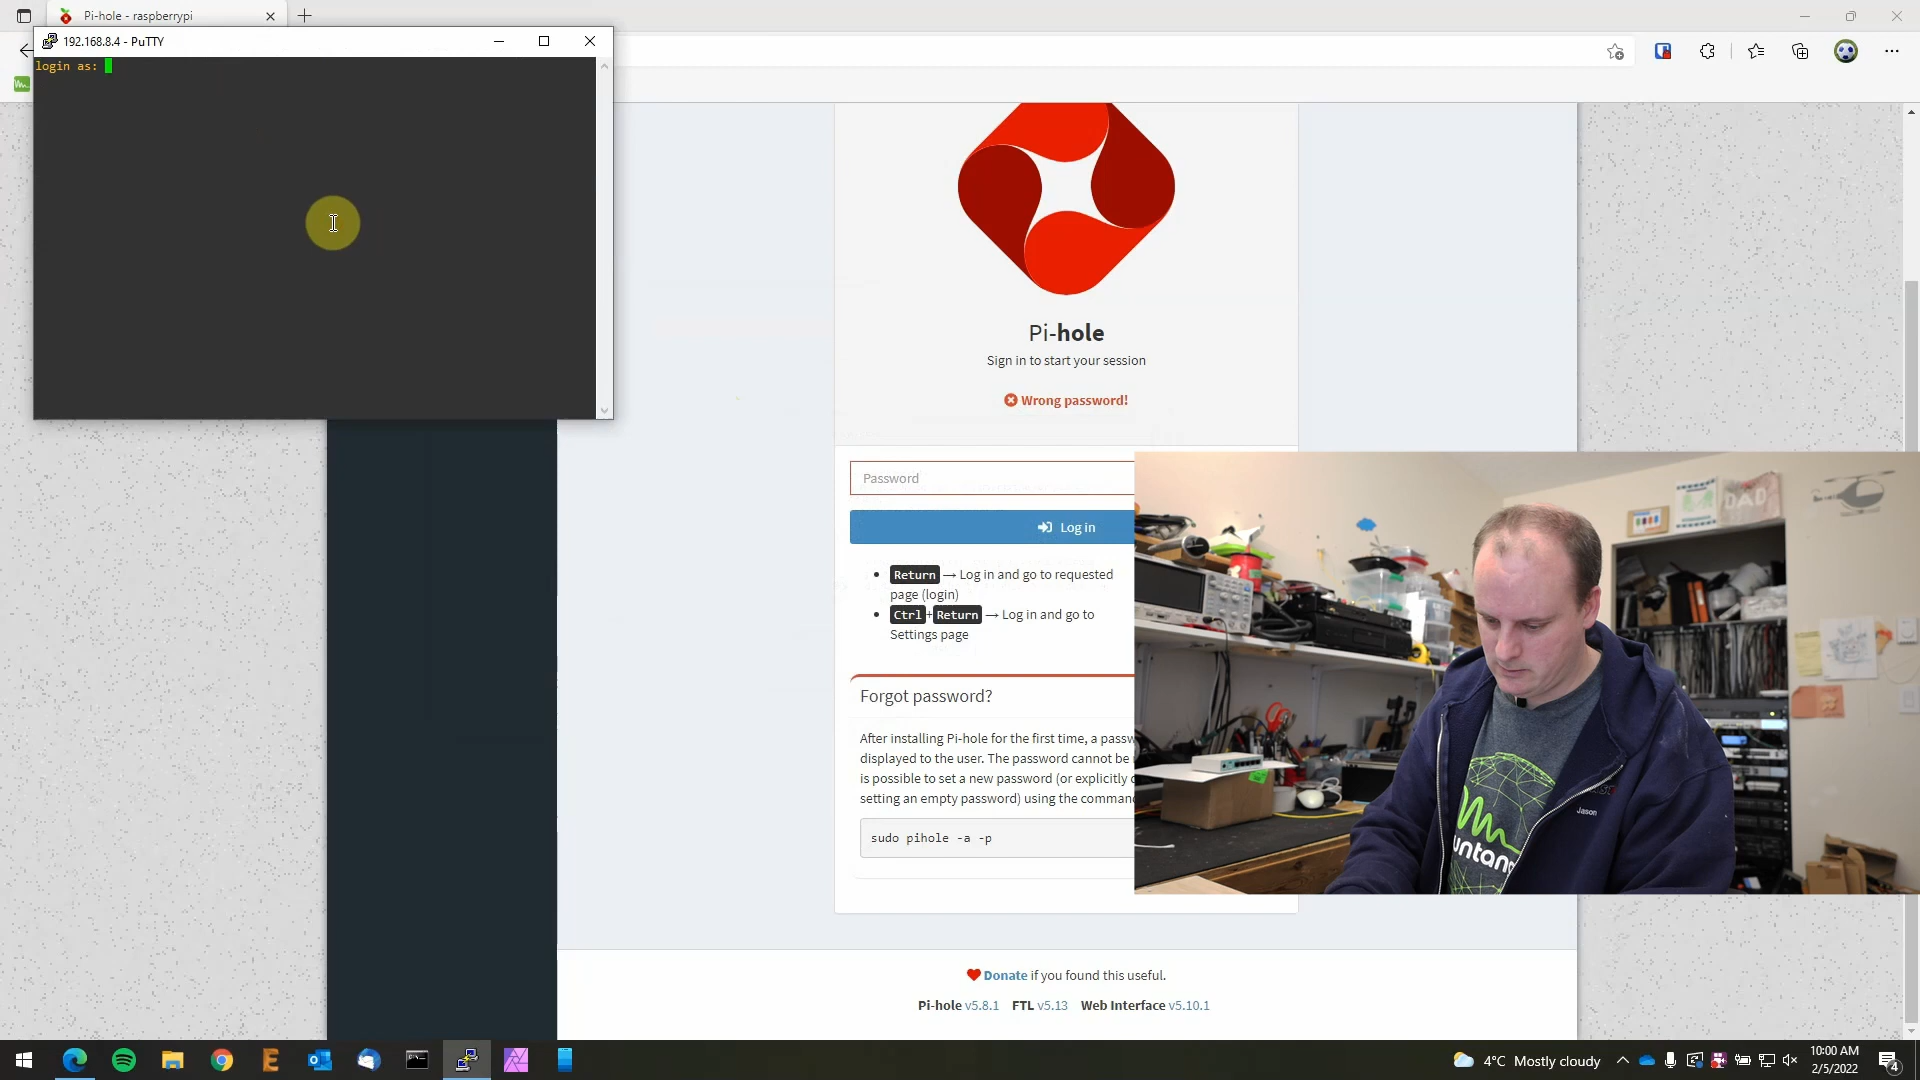 Pi-hole - raspberrypi
192.168.8.4 - PuTTY
login as:
Pi-hole
Sign in to start your session
Wrong password!
Password
Log in
Return → Log in and go to requested
page (login)
Ctrl+Return → Log in and go to
Settings page
Forgot password?
After installing Pi-hole for the first time, a passw
displayed to the user. The password cannot be
is possible to set a new password (or explicitly
setting an empty password) using the comman
sudo pihole -a -p
DAD
Jason
untan
Donate if you found this useful.
Pi-hole v5.8.1 FTL v5.13 Web Interface v5.10.1
4°C Mostly cloudy
10:00 AM
2/5/2022
4